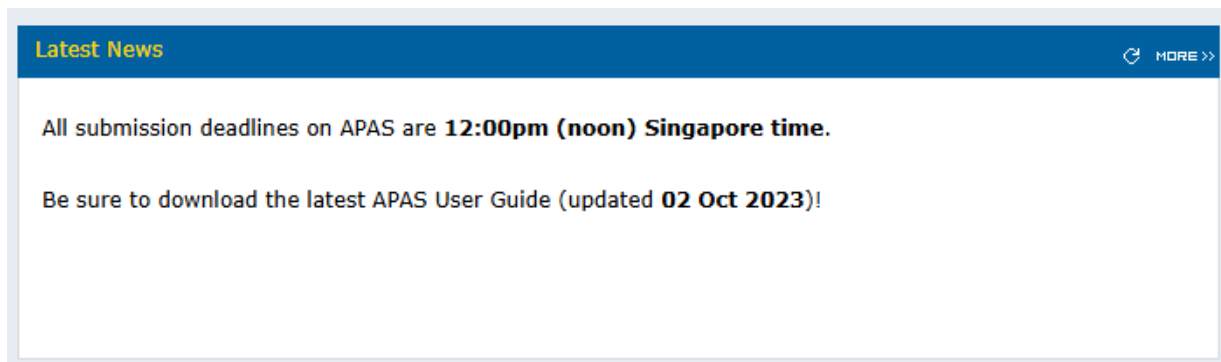 Latest News
MORE >>
All submission deadlines on APAS are 12:00pm (noon) Singapore time.
Be sure to download the latest APAS User Guide (updated 02 Oct 2023)!